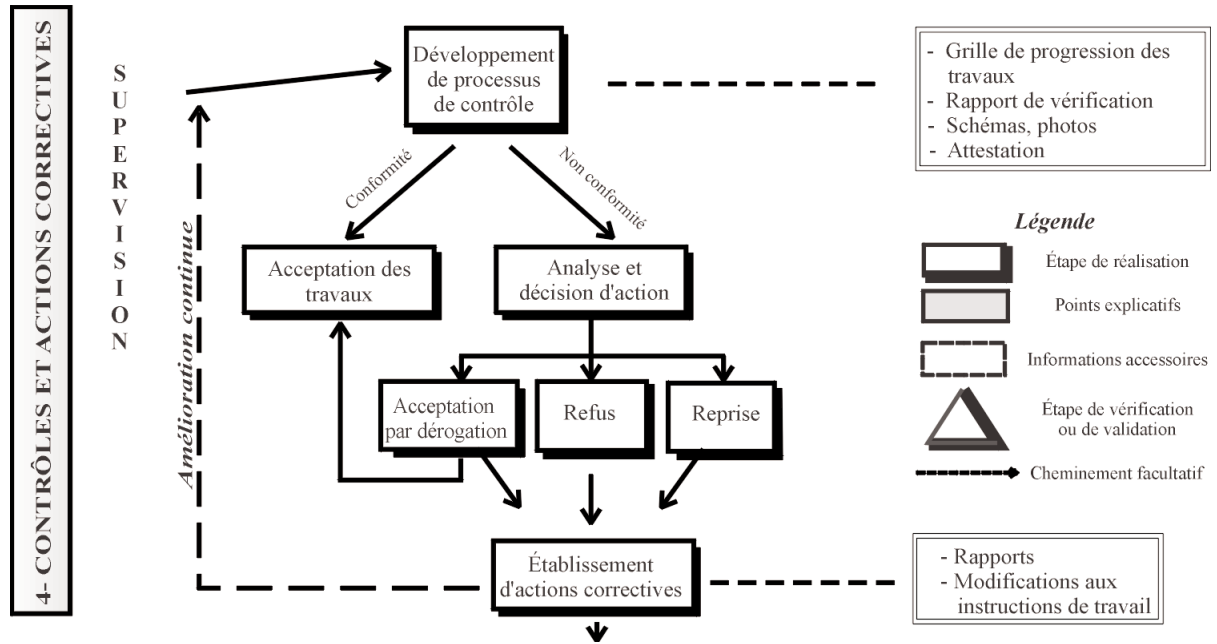 4- CONTRÔLES ET ACTIONS CORRECTIVES
SUPERVISION
Amélioration continue
Développement
de processus
de contrôle
- Grille de progression des
travaux
- Rapport de vérification
- Schémas, photos
- Attestation
Conformité
Non conformité
Acceptation des
travaux
Analyse et
décision d'action
Acceptation
par dérogation
Refus
Reprise
Établissement
d'actions correctives
Légende
Étape de réalisation
Points explicatifs
Informations accessoires
Étape de vérification
ou de validation
Cheminement facultatif
- Rapports
- Modifications aux
instructions de travail